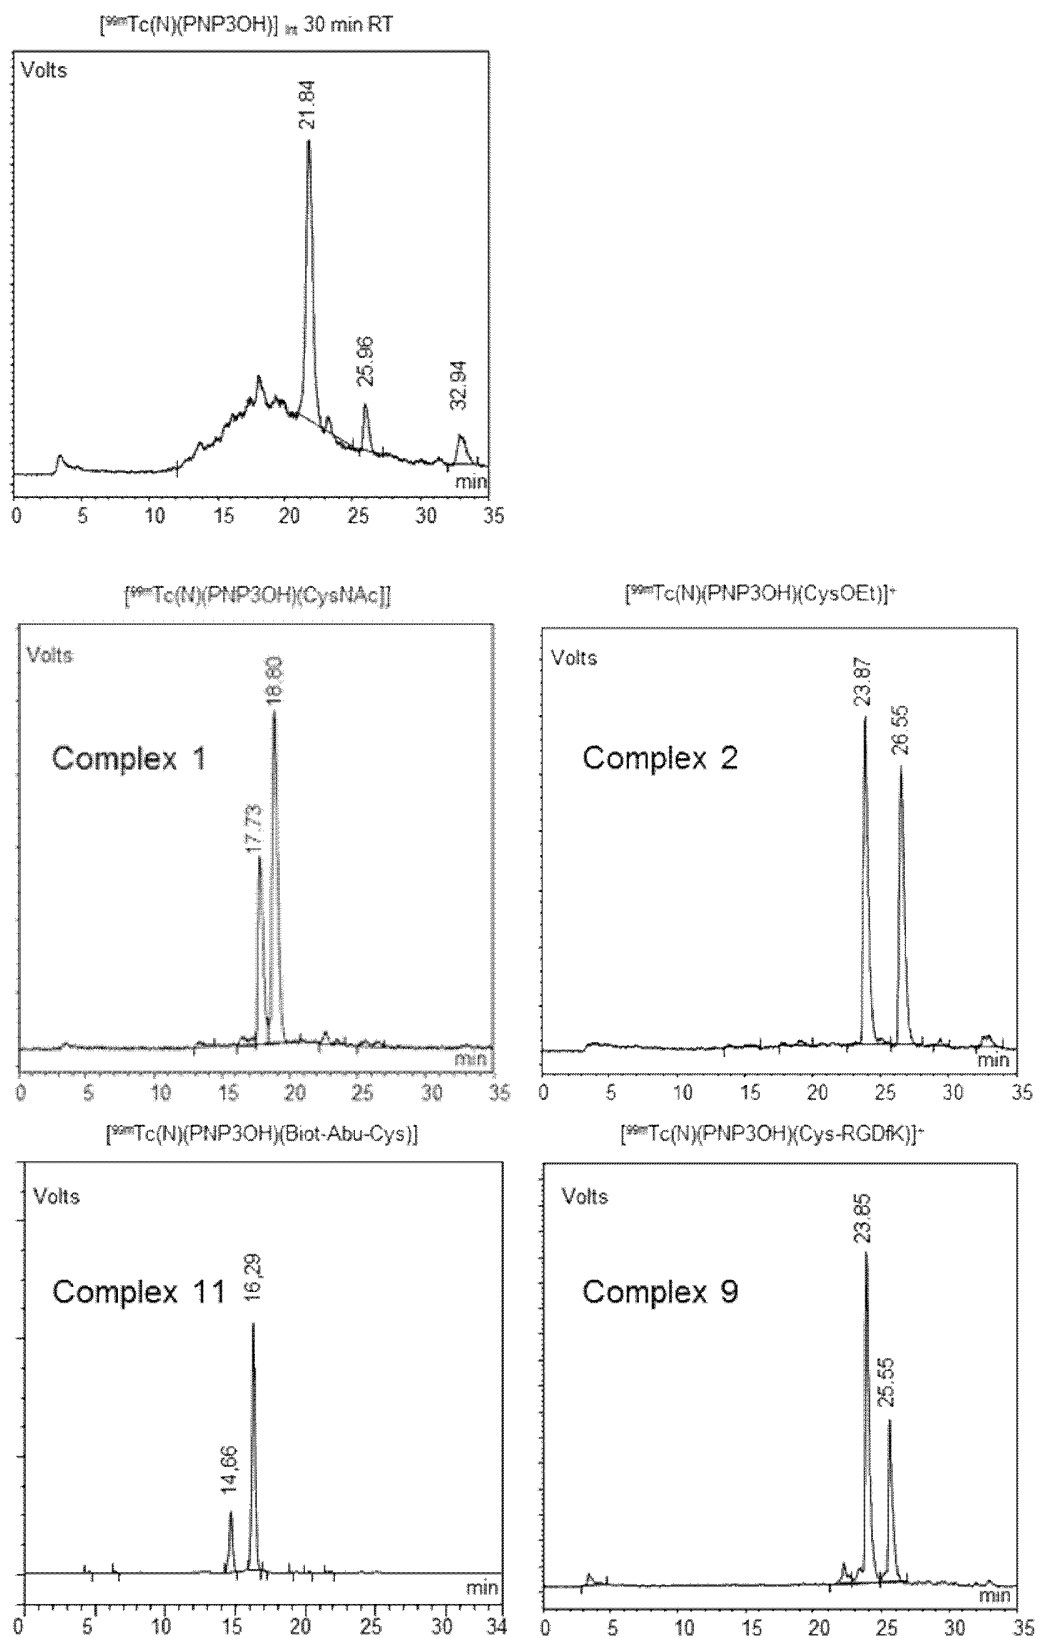 [⁹⁹ᵐTc(N)(PNP3OH)] Int 30 min RT
Volts
21.84
25.96
32.94
min
0 5 10 15 20 25 30 35
[⁹⁹ᵐTc(N)(PNP3OH)(CysNAc]]
Volts
Complex 1
17.73
18.80
min
0 5 10 15 20 25 30 35
[⁹⁹ᵐTc(N)(PNP3OH)(CysOEt)]⁺
Volts
Complex 2
23.87
26.55
min
0 5 10 15 20 25 30 35
[⁹⁹ᵐTc(N)(PNP3OH)(Biot-Abu-Cys)]
Volts
Complex 11
14,66
16,29
min
0 5 10 15 20 25 30 34
[⁹⁹ᵐTc(N)(PNP3OH)(Cys-RGDfK)]⁺
Volts
Complex 9
23.85
25.55
min
0 5 10 15 20 25 30 35